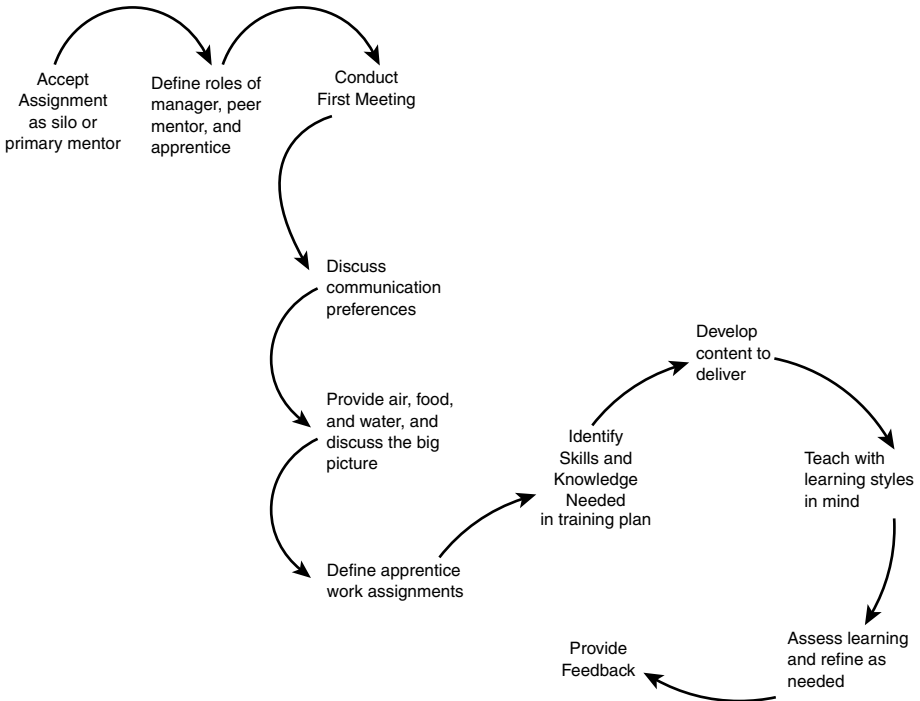 Accept
Assignment
as silo or
primary mentor
Define roles of
manager, peer
mentor, and
apprentice
Conduct
First Meeting
Discuss
communication
preferences
Provide air, food,
and water, and
discuss the big
picture
Define apprentice
work assignments
Identify
Skills and
Knowledge
Needed
in training plan
Develop
content to
deliver
Teach with
learning styles
in mind
Assess learning
and refine as
needed
Provide
Feedback